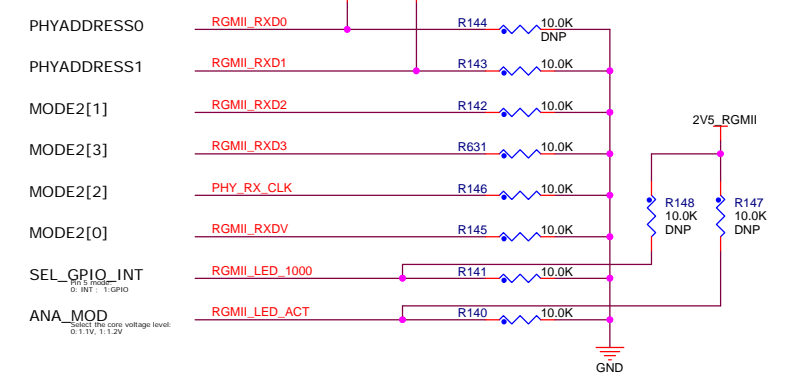 PHYADDRESS0 RGMII_RXD0 R144 10.0K
DNP
PHYADDRESS1 RGMII_RXD1 R143 10.0K
MODE2[1] RGMII_RXD2 R142 10.0K
2V5_RGMII
MODE2[3] RGMII_RXD3 R631 10.0K
MODE2[2] PHY_RX_CLK R146 10.0K
R148 R147
10.0K 10.0K
DNP DNP
MODE2[0] RGMII_RXDV R145 10.0K
SEL_GPIO_INT RGMII_LED_1000 R141 10.0K
Pin 5 mode:
0: INT ; 1:GPIO
ANA_MOD RGMII_LED_ACT R140 10.0K
Select the core voltage level:
0:1.1V, 1:1.2V
GND